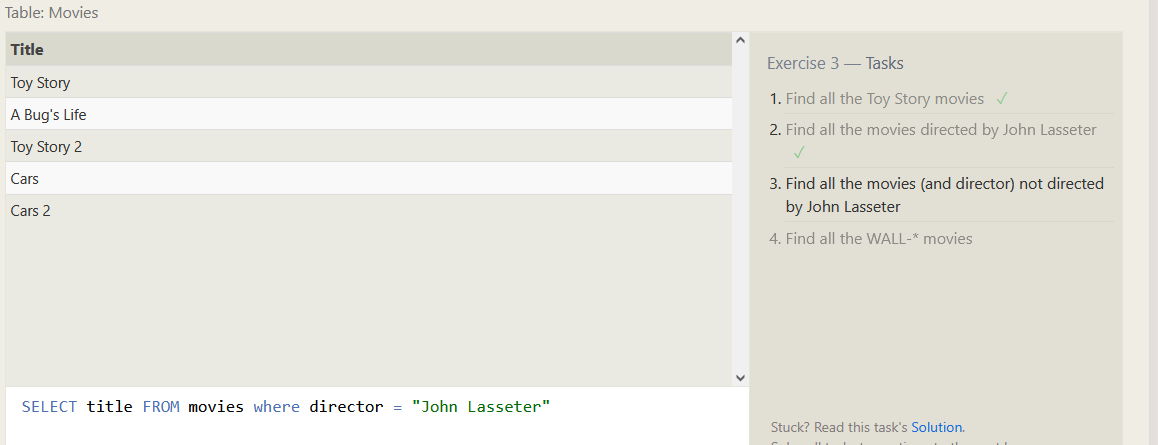 Table: Movies
Title
Toy Story
A Bug's Life
Toy Story 2
Cars
Cars 2
SELECT title FROM movies where director = "John Lasseter"
Exercise 3 — Tasks
1. Find all the Toy Story movies ✓
2. Find all the movies directed by John Lasseter
✓
3. Find all the movies (and director) not directed
by John Lasseter
4. Find all the WALL-* movies
Stuck? Read this task's Solution.